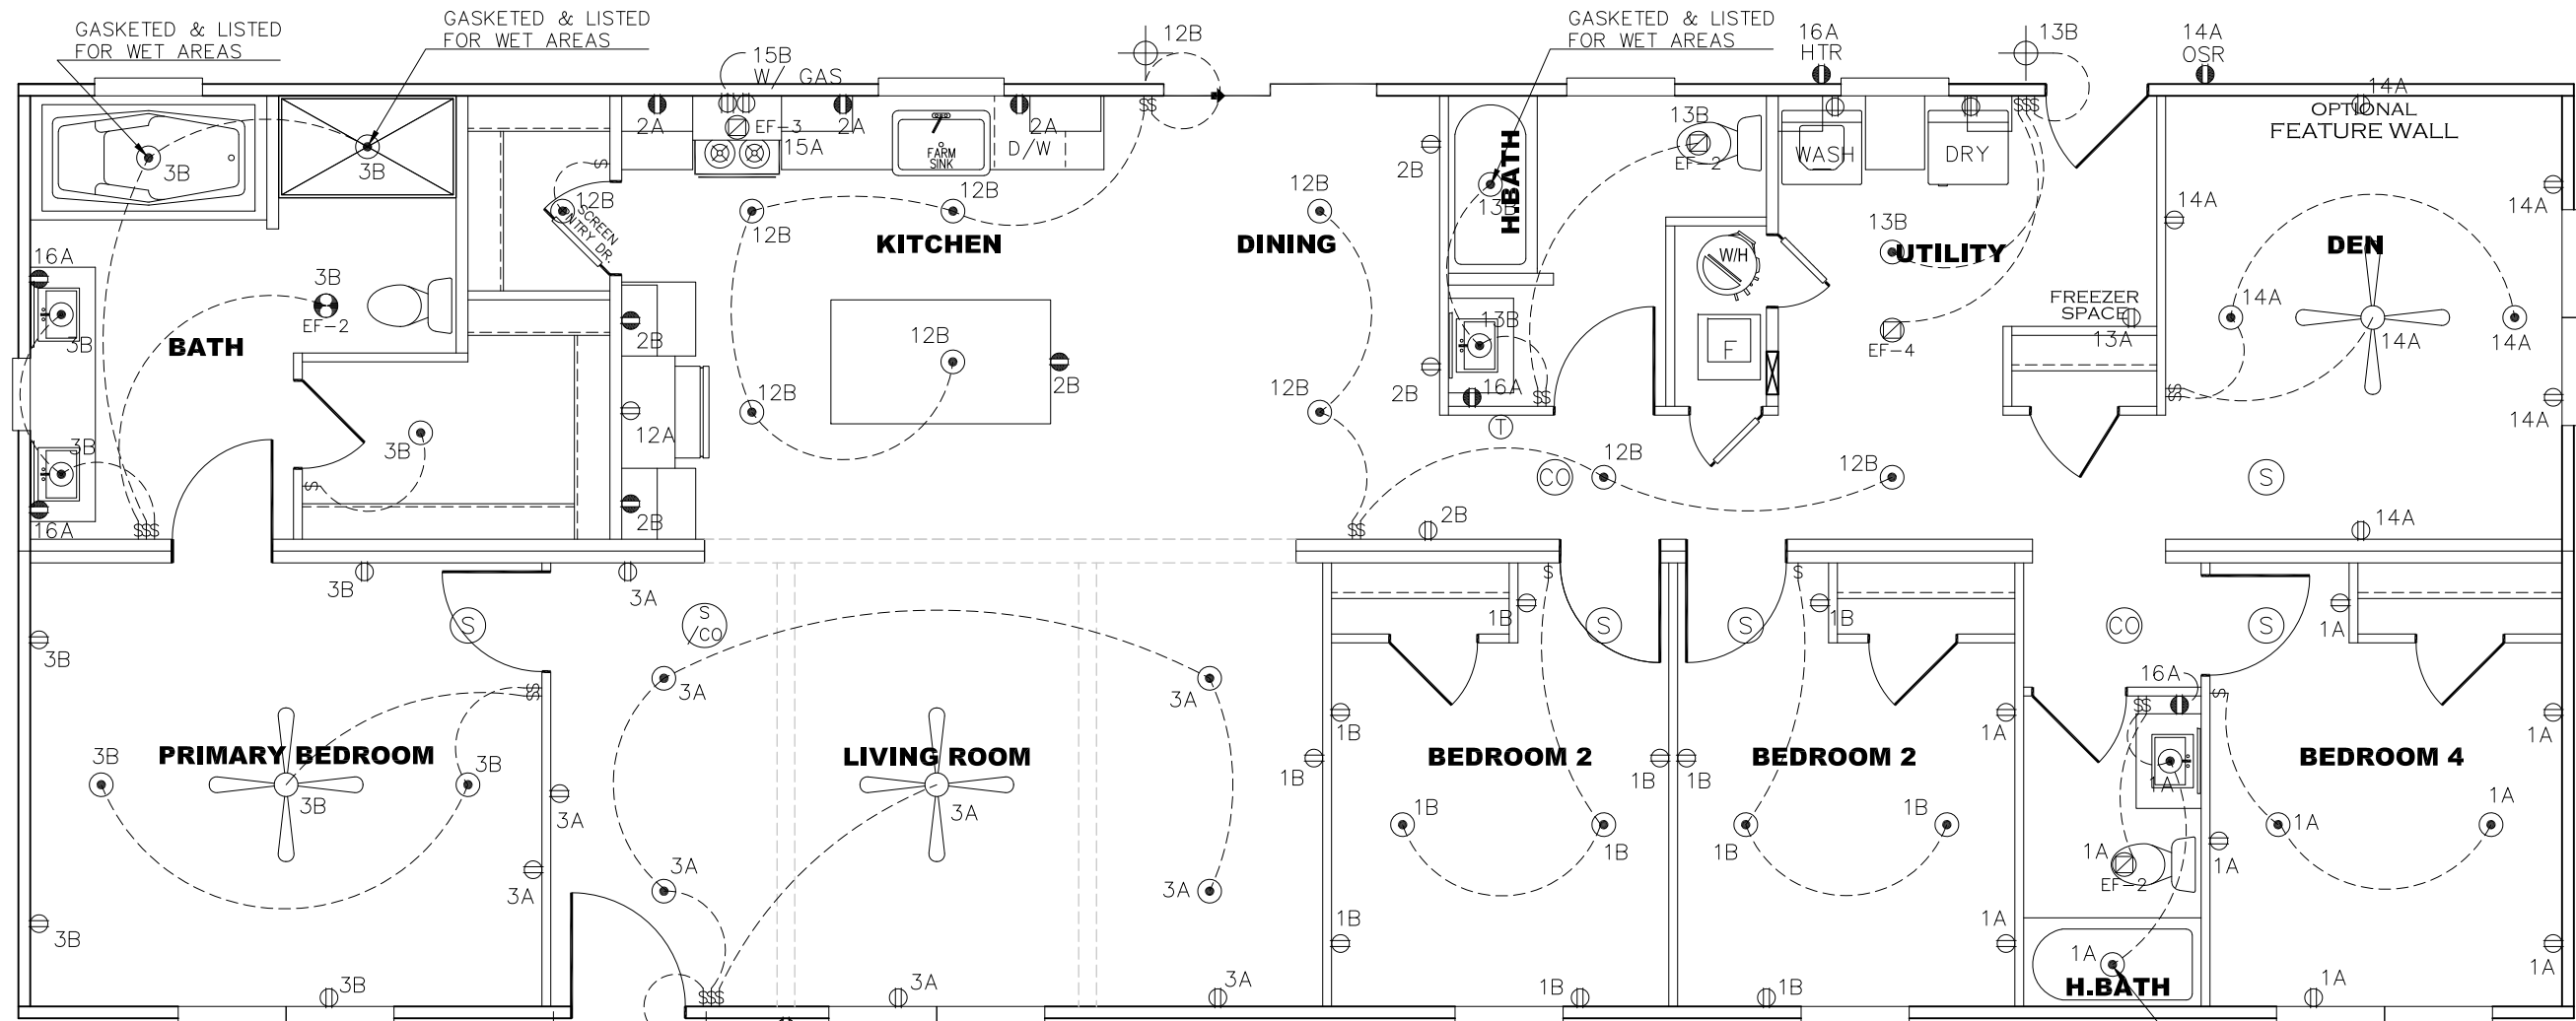 GASKETED & LISTED
FOR WET AREAS
GASKETED & LISTED
FOR WET AREAS
12B
GASKETED & LISTED
FOR WET AREAS
16A
HTR
13B
14A
OSR
15B
W/ GAS
14A
OPTIONAL
FEATURE WALL
2A
EF-3
15A
2A
FARM
SINK
2A
D/W
$$
2B
H.BATH
13B
13B
EF-2
WASH
DRY
$$$
3B
3B
$
12B
SCREEN
ENTRY DR.
12B
12B
KITCHEN
12B
DINING
W/H
13B
UTILITY
14A
14A
DEN
16A
3B
3B
EF-2
BATH
2B
12B
2B
13B
2B
16A
$$
F
EF-4
FREEZER
SPACE
13A
14A
14A
14A
$$
14A
3B
16A
$$$
3B
$
12A
2B
12B
12B
T
CO
12B
12B
$$
2B
S
14A
3B
3A
S
S
/CO
3B
$$
1B
$
S
S
$
1B
CO
S
1A
3A
3A
16A
$$
$
PRIMARY BEDROOM
3B
3B
3B
LIVING ROOM
3A
1B
1B
BEDROOM 2
1B
1B
BEDROOM 2
1A
1A
BEDROOM 4
1A
3A
3A
3A
3A
1B
1B
1B
1B
1A
EF-2
1A
1A
1A
3B
3B
$$$
3A
3A
1B
1B
1B
1A
1A
H.BATH
1A
1A